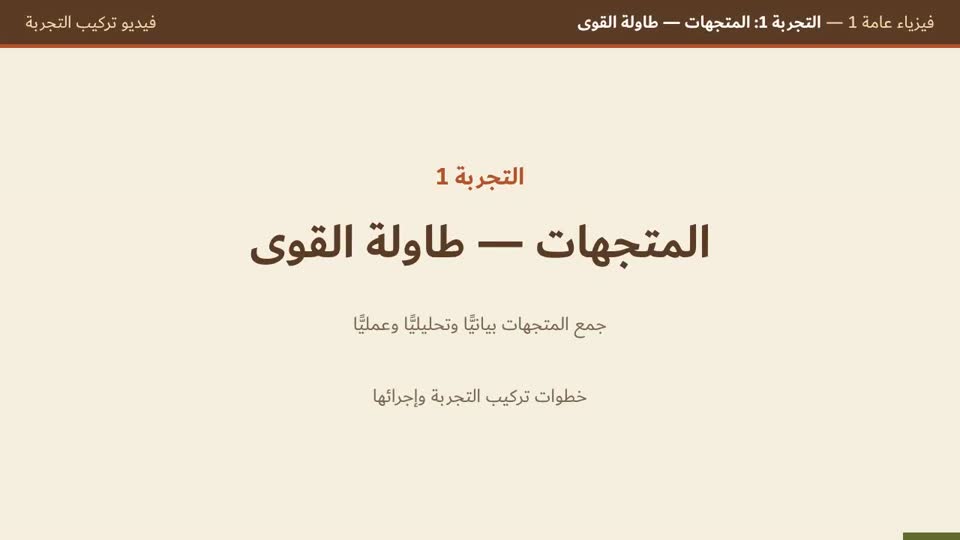 فيزياء عامة 1 — التجربة 1: المتجهات — طاولة القوى
فيديو تركيب التجربة
التجربة 1
المتجهات — طاولة القوى
جمع المتجهات بيانيًّا وتحليليًّا وعمليًّا
خطوات تركيب التجربة وإجرائها